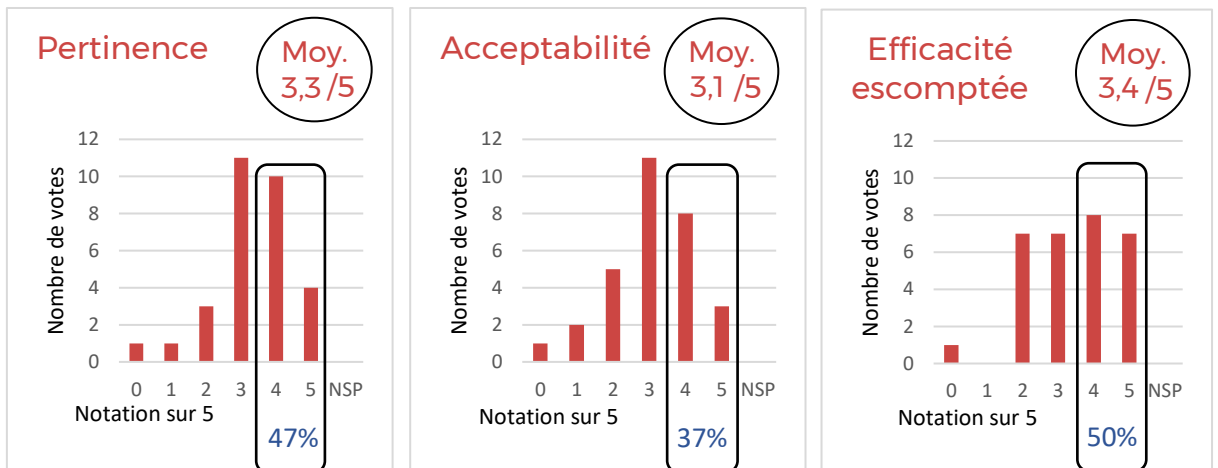 Pertinence
Moy.
3,3 /5
Nombre de votes
12
10
8
6
4
2
0
0 1 2 3 4 5 NSP
Notation sur 5
47%
Acceptabilité
Moy.
3,1 /5
Nombre de votes
12
10
8
6
4
2
0
0 1 2 3 4 5 NSP
Notation sur 5
37%
Efficacité
escomptée
Moy.
3,4 /5
Nombre de votes
12
10
8
6
4
2
0
0 1 2 3 4 5 NSP
Notation sur 5
50%